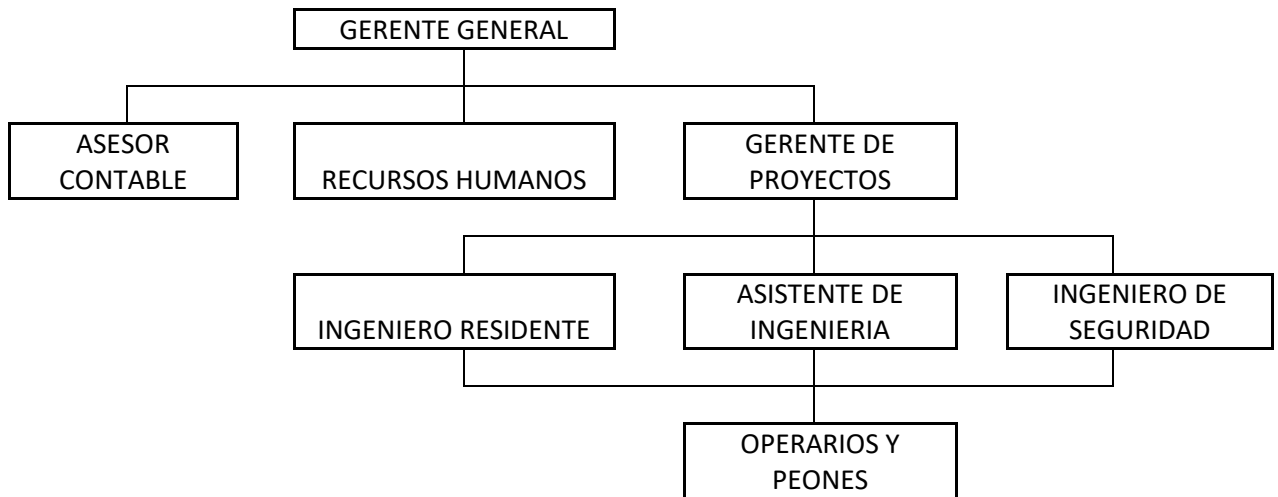 GERENTE GENERAL
ASESOR
CONTABLE
RECURSOS HUMANOS
GERENTE DE
PROYECTOS
INGENIERO RESIDENTE
ASISTENTE DE
INGENIERIA
INGENIERO DE
SEGURIDAD
OPERARIOS Y
PEONES